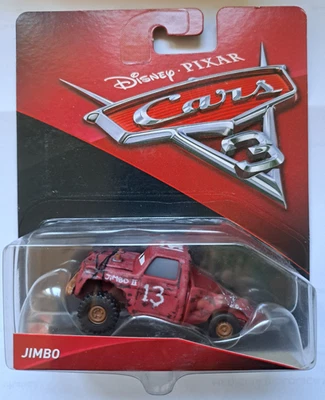 Disney · PIXAR
Cars
3
JIMBO II
13
JIMBO